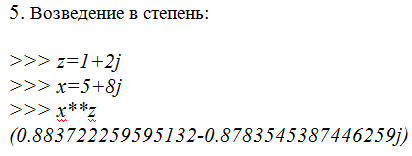 5. Возведение в степень:
>>> z=1+2j
>>> x=5+8j
>>> x**z
(0.883722259595132-0.8783545387446259j)